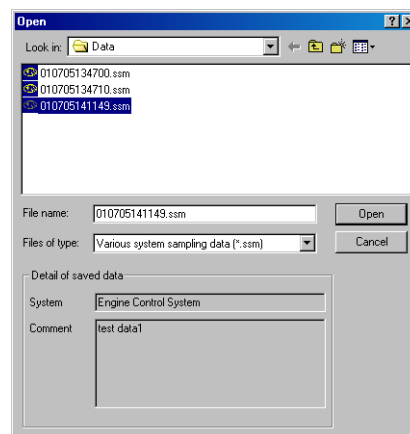 Open
Look in: Data
010705134700.ssm
010705134710.ssm
010705141149.ssm
File name: 010705141149.ssm Open
Files of type: Various system sampling data (*.ssm) Cancel
Detail of saved data
System Engine Control System
Comment test data1